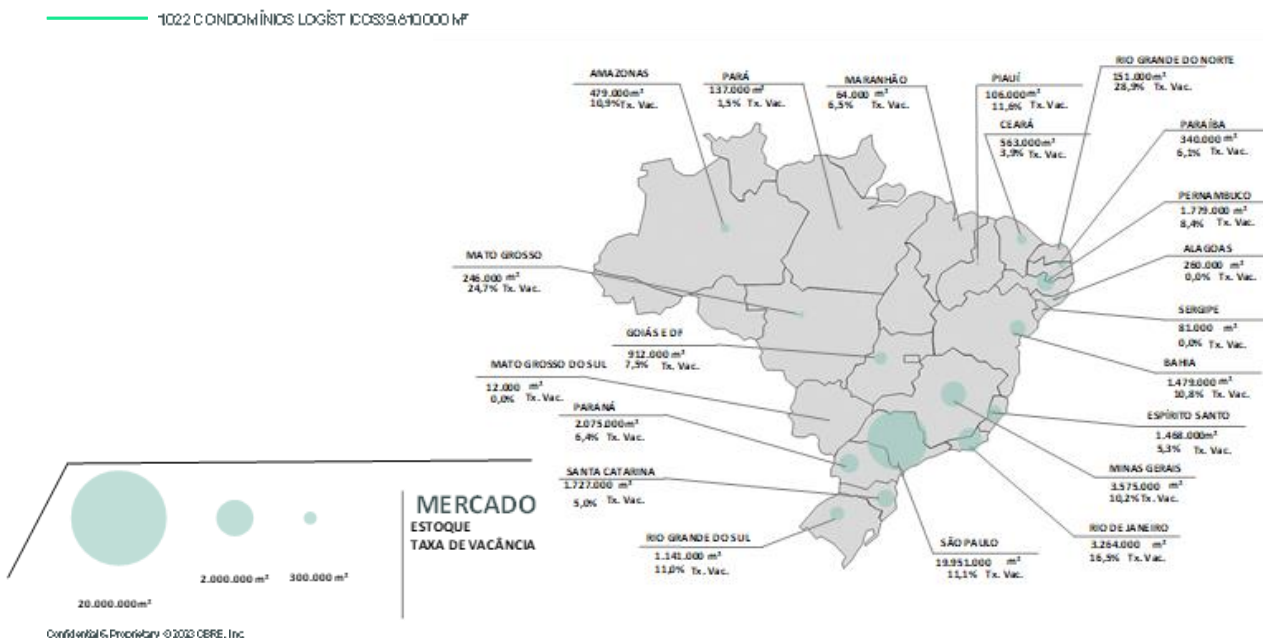 1022 CONDOMÍNIOS LOGÍSTICOS 39.810.000 M²
AMAZONAS
479.000m²
10,9% Tx. Vac.
PARÁ
137.000 m²
1,5% Tx. Vac.
MARANHÃO
64.000 m²
6,5% Tx. Vac.
PIAUÍ
106.000m²
11,6% Tx. Vac.
RIO GRANDE DO NORTE
151.000m²
28,9% Tx. Vac.
CEARÁ
563.000m²
3,9% Tx. Vac.
PARAÍBA
340.000 m²
6,1% Tx. Vac.
PERNAMBUCO
1.779.000 m²
8,4% Tx. Vac.
ALAGOAS
260.000 m²
0,0% Tx. Vac.
MATO GROSSO
246.000 m²
24,7% Tx. Vac.
SERGIPE
81.000 m²
0,0% Tx. Vac.
GOIÁS E DF
912.000 m²
7,5% Tx. Vac.
BAHIA
1.479.000 m²
10,8% Tx. Vac.
MATO GROSSO DO SUL
12.000 m²
0,0% Tx. Vac.
PARANÁ
2.075.000m²
6,4% Tx. Vac.
ESPÍRITO SANTO
1.468.000m²
5,3% Tx. Vac.
SANTA CATARINA
1.727.000 m²
5,0% Tx. Vac.
MINAS GERAIS
3.575.000 m²
10,2% Tx. Vac.
RIO GRANDE DO SUL
1.141.000 m²
11,0% Tx. Vac.
SÃO PAULO
19.951.000 m²
11,1% Tx. Vac.
RIO DE JANEIRO
3.264.000 m²
16,5% Tx. Vac.
MERCADO
ESTOQUE
TAXA DE VACÂNCIA
20.000.000m²
2.000.000 m²
300.000 m²
Confidential & Proprietary © 2023 CBRE, Inc.